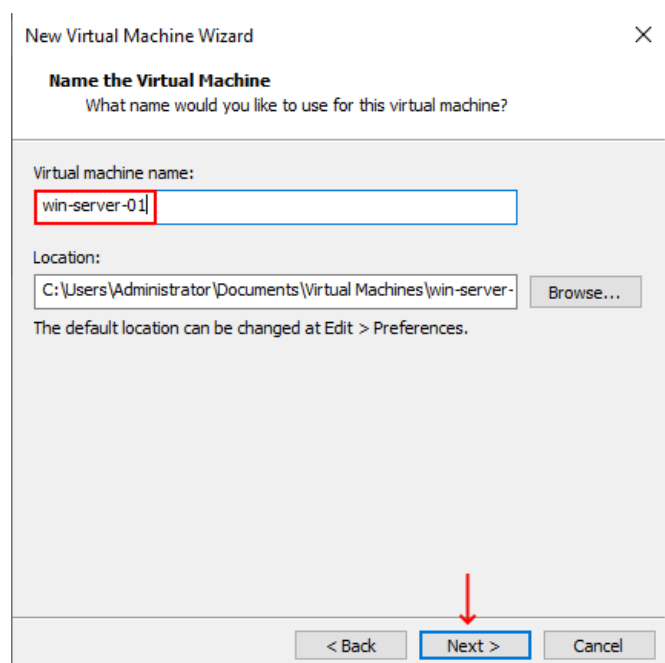 New Virtual Machine Wizard
Name the Virtual Machine
What name would you like to use for this virtual machine?
Virtual machine name:
win-server-01
Location:
C:\Users\Administrator\Documents\Virtual Machines\win-server-
Browse...
The default location can be changed at Edit > Preferences.
< Back Next > Cancel